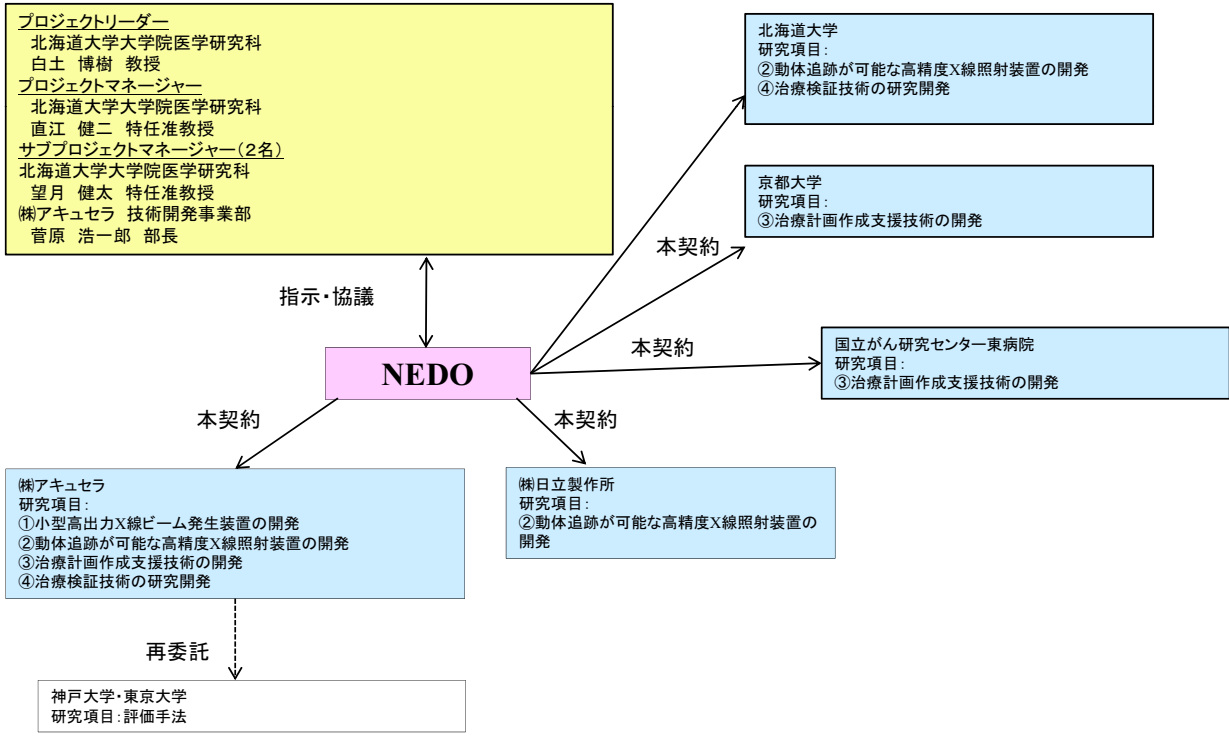 プロジェクトリーダー
北海道大学大学院医学研究科
白土 博樹 教授
プロジェクトマネージャー
北海道大学大学院医学研究科
直江 健二 特任准教授
サブプロジェクトマネージャー(2名)
北海道大学大学院医学研究科
望月 健太 特任准教授
㈱アキュセラ 技術開発事業部
菅原 浩一郎 部長
北海道大学
研究項目:
②動体追跡が可能な高精度X線照射装置の開発
④治療検証技術の研究開発
京都大学
研究項目:
③治療計画作成支援技術の開発
本契約
指示・協議
本契約
国立がん研究センター東病院
研究項目:
③治療計画作成支援技術の開発
NEDO
本契約
本契約
㈱アキュセラ
研究項目:
①小型高出力X線ビーム発生装置の開発
②動体追跡が可能な高精度X線照射装置の開発
③治療計画作成支援技術の開発
④治療検証技術の研究開発
㈱日立製作所
研究項目:
②動体追跡が可能な高精度X線照射装置の
開発
再委託
神戸大学・東京大学
研究項目:評価手法